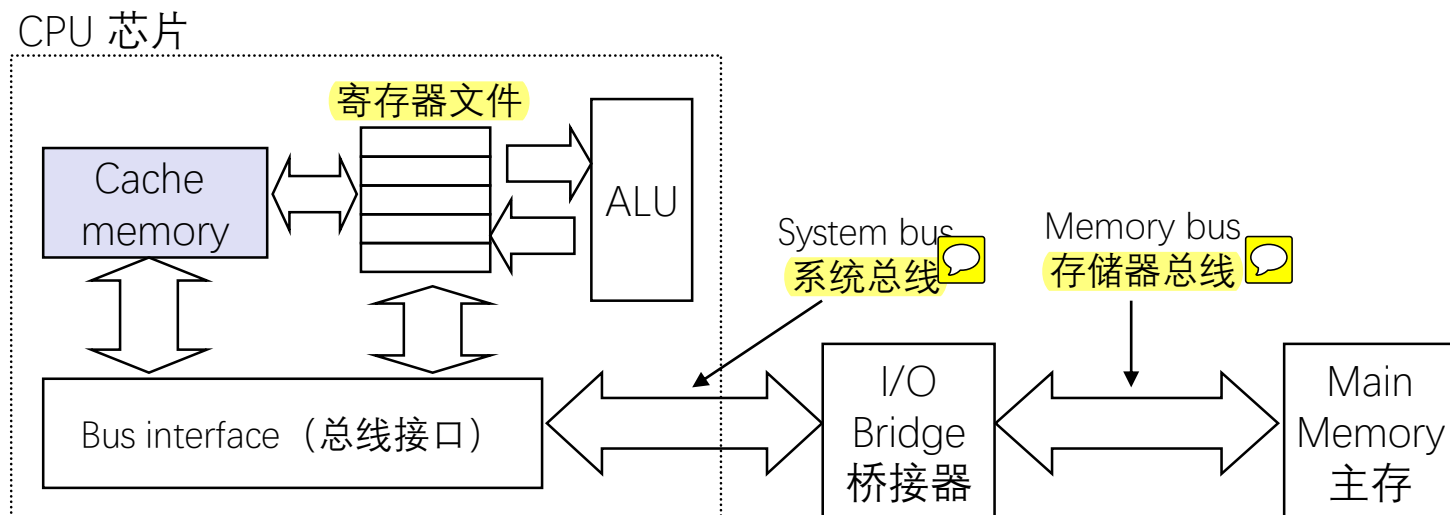 CPU 芯片
寄存器文件
Cache
memory
ALU
System bus
系统总线
Memory bus
存储器总线
Bus interface（总线接口）
I/O
Bridge
桥接器
Main
Memory
主存